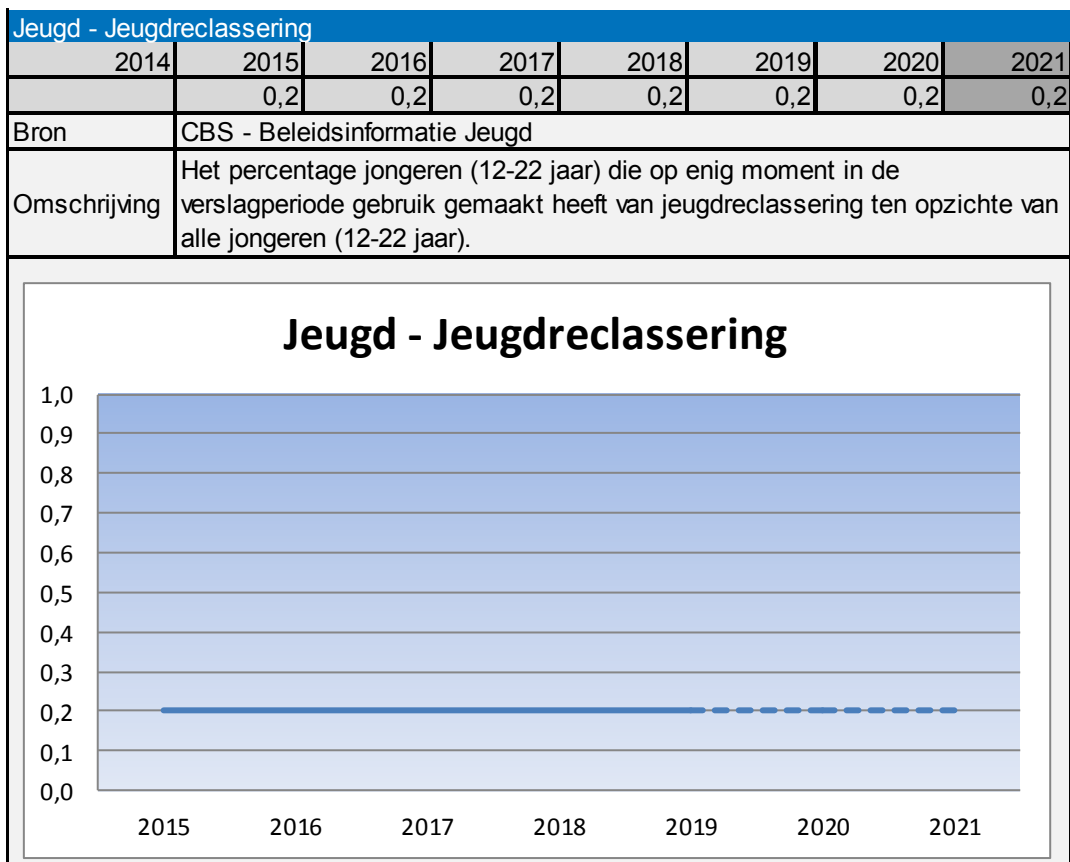 Jeugd - Jeugdreclassering
2014 2015 2016 2017 2018 2019 2020 2021
0,2 0,2 0,2 0,2 0,2 0,2 0,2
Bron CBS - Beleidsinformatie Jeugd
Omschrijving Het percentage jongeren (12-22 jaar) die op enig moment in de
verslagperiode gebruik gemaakt heeft van jeugdreclassering ten opzichte van
alle jongeren (12-22 jaar).
Jeugd - Jeugdreclassering
1,0
0,9
0,8
0,7
0,6
0,5
0,4
0,3
0,2
0,1
0,0
2015 2016 2017 2018 2019 2020 2021